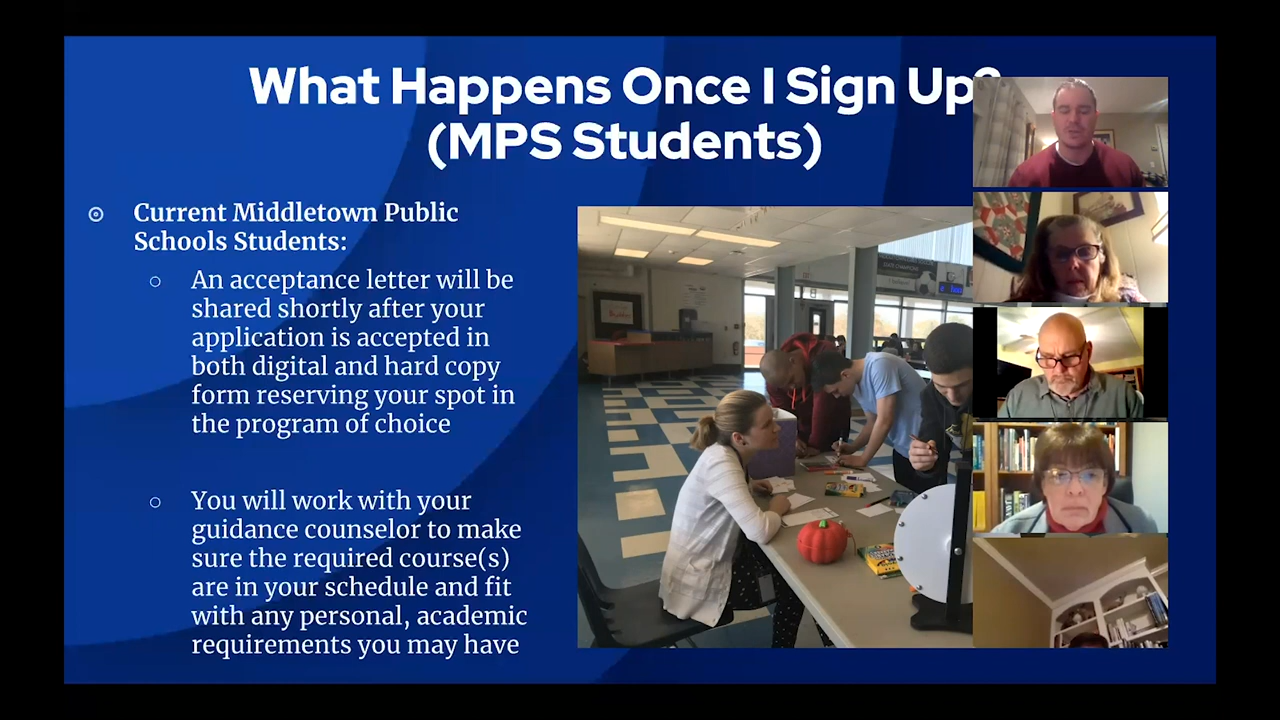 What Happens Once I Sign Up?
(MPS Students)
Current Middletown Public
Schools Students:
An acceptance letter will be
shared shortly after your
application is accepted in
both digital and hard copy
form reserving your spot in
the program of choice
You will work with your
guidance counselor to make
sure the required course(s)
are in your schedule and fit
with any personal, academic
requirements you may have